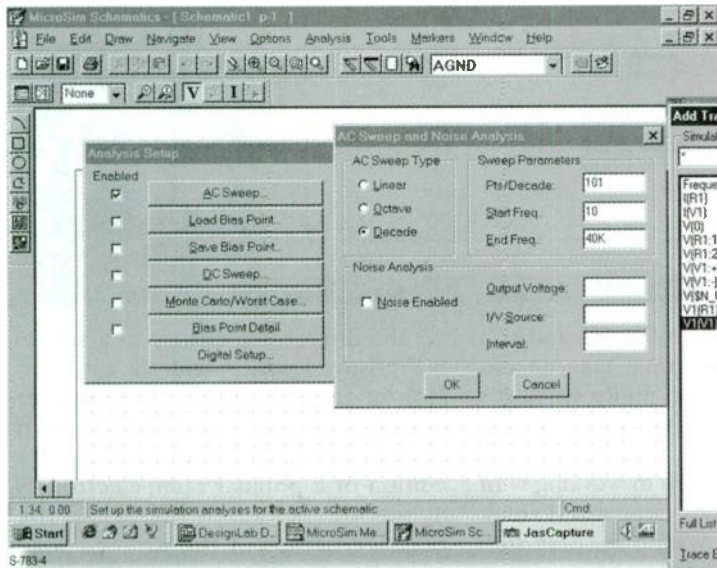 MicroSim Schematics - [ Schematic1 p-1 ]
File Edit Draw Navigate View Options Analysis Tools Markers Window Help
AGND
None V I
Analysis Setup
Enabled
AC Sweep...
Load Bias Point...
Save Bias Point...
DC Sweep...
Monte Carlo/Worst Case...
Bias Point Detail
Digital Setup...
AC Sweep and Noise Analysis
AC Sweep Type
Linear
Octave
Decade
Sweep Parameters
Pts/Decade: 101
Start Freq.: 10
End Freq.: 40K
Noise Analysis
Noise Enabled
Output Voltage:
I/V Source:
Interval:
OK Cancel
Add Tra
Simulat
*
Freque
I(R1)
I(V1)
V(0)
V(R1:1
V(R1:2
V(V1:+
V(V1:-)
V($N_
V1(R1)
V1(V1)
Full List
Trace E
1.34, 0.00 Set up the simulation analyses for the active schematic Cmd:
Start DesignLab D... MicroSim Me... MicroSim Sc... JasCapture
S-783-4